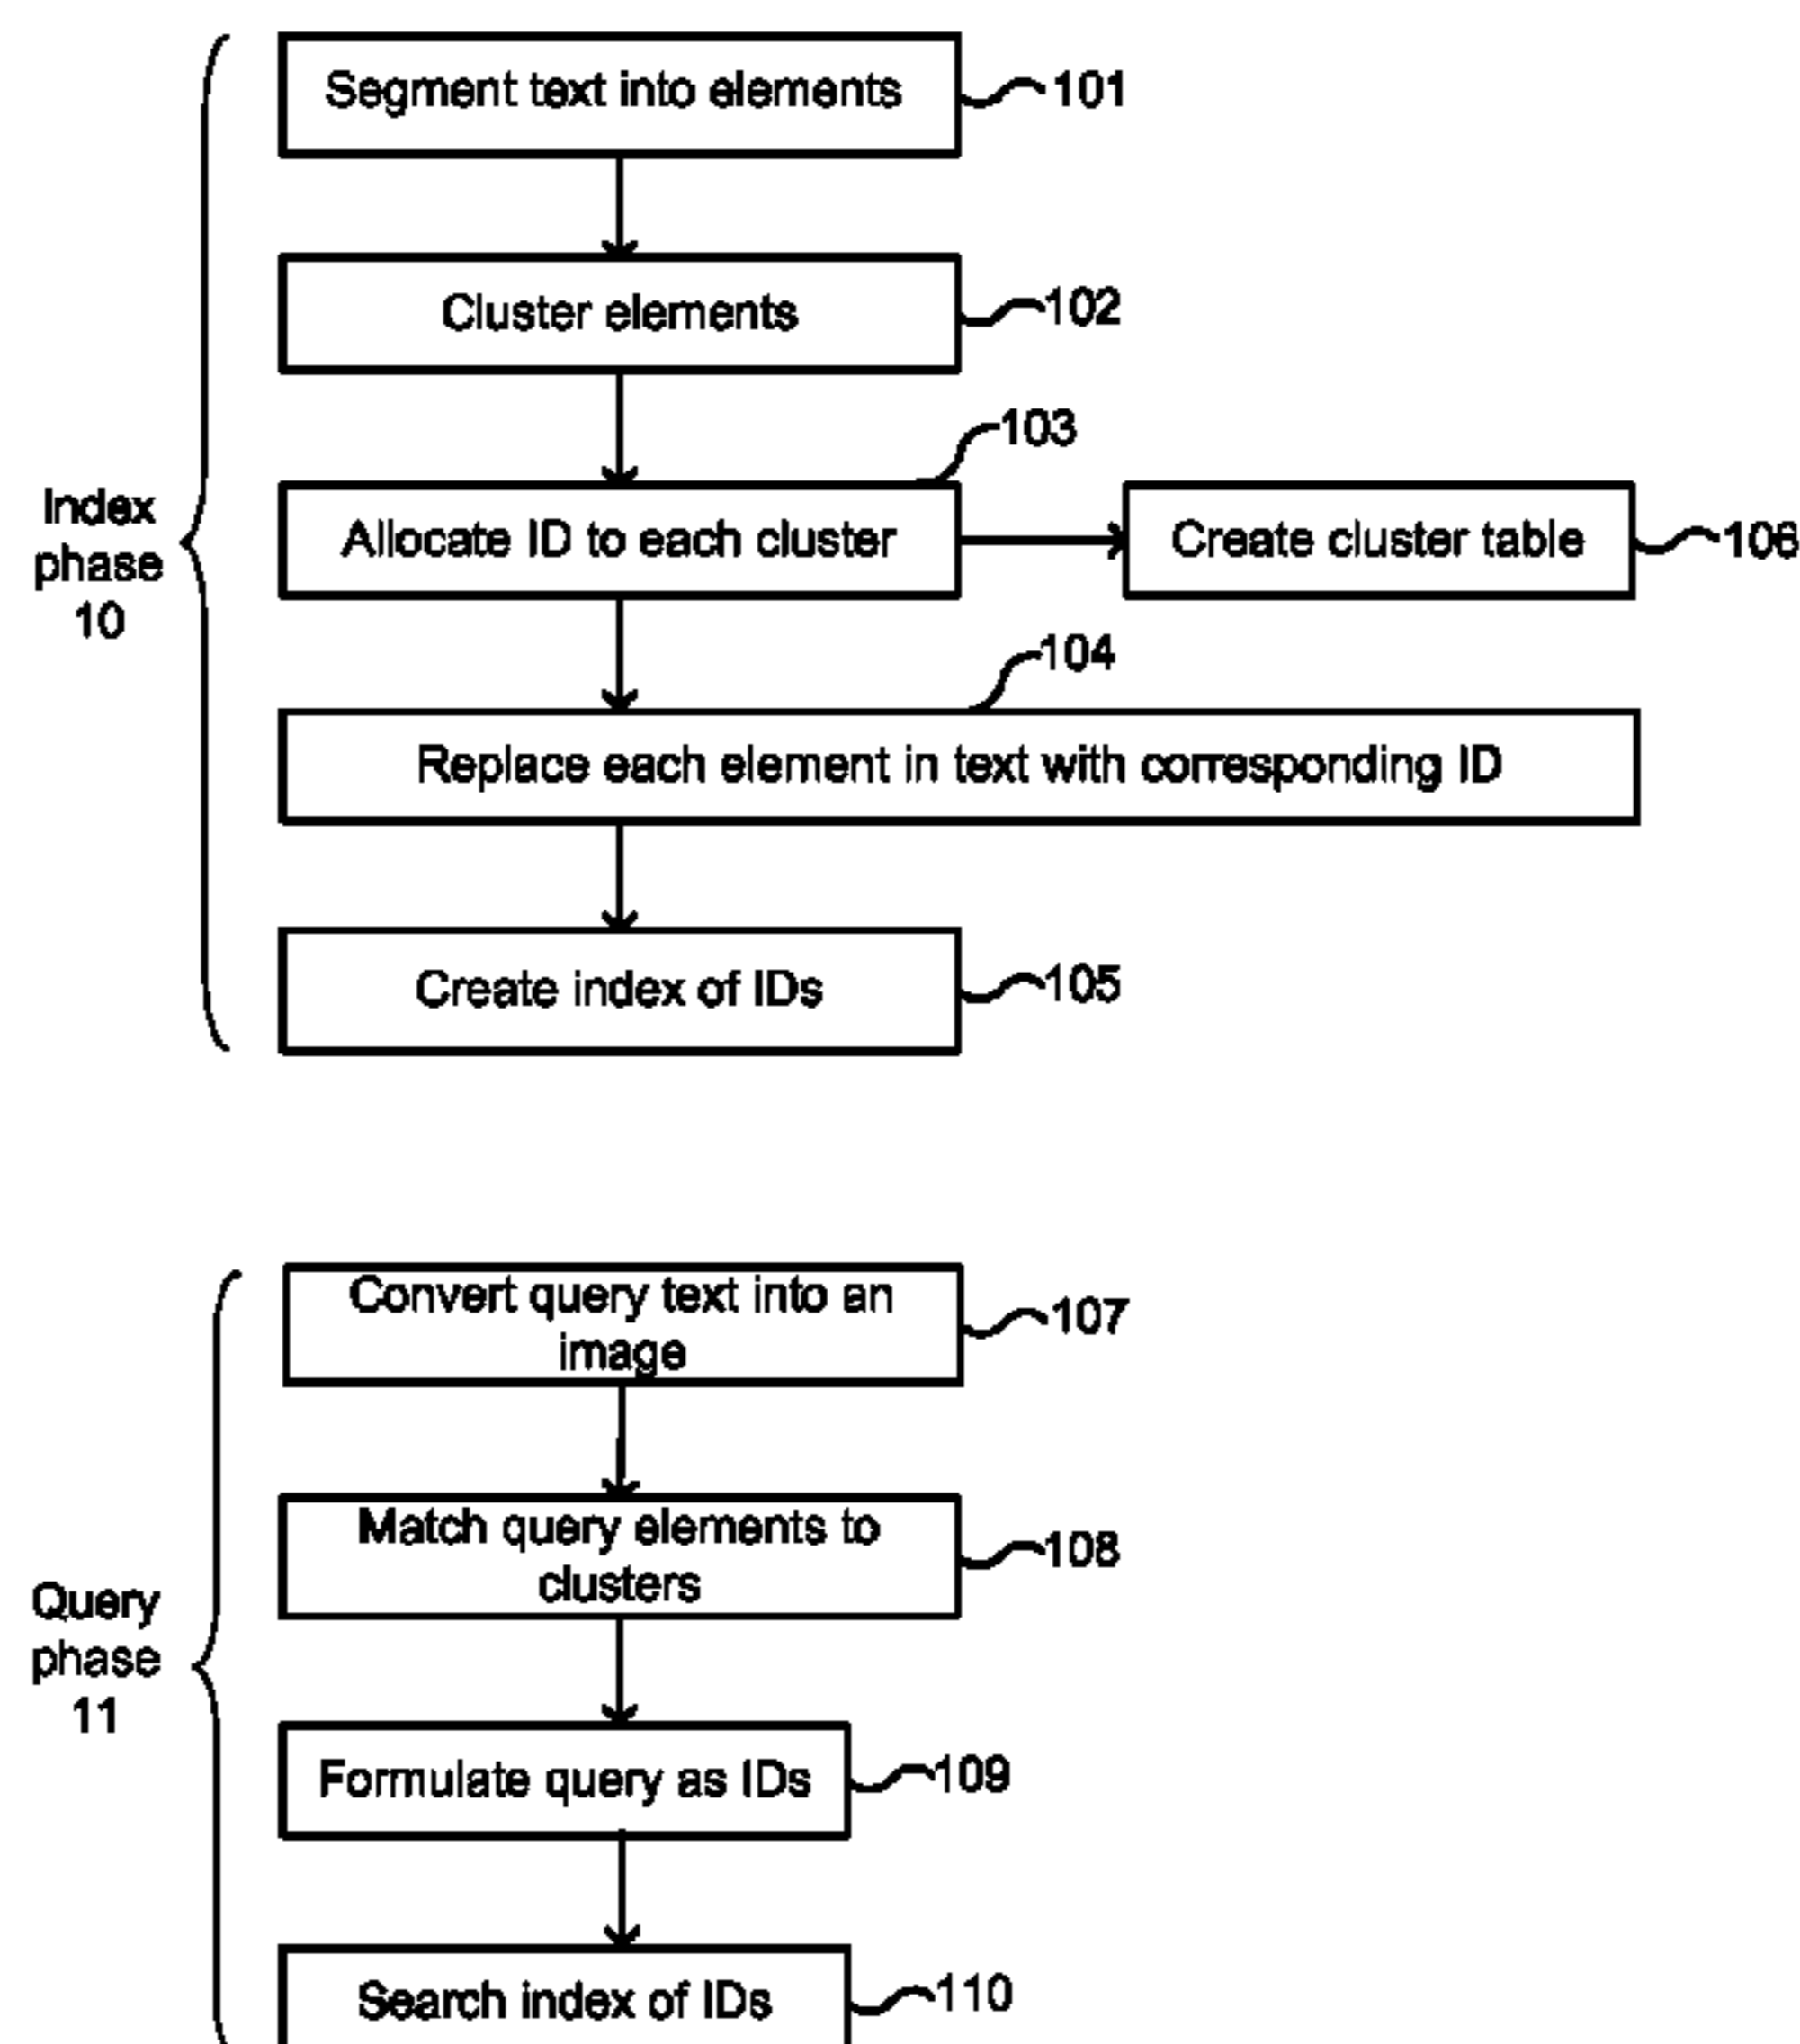 Segment text into elements
101
Cluster elements
102
103
Allocate ID to each cluster
Create cluster table
106
Index
phase
10
104
Replace each element in text with corresponding ID
Create index of IDs
105
Convert query text into an
image
107
Match query elements to
clusters
108
Query
phase
11
Formulate query as IDs
109
Search index of IDs
110